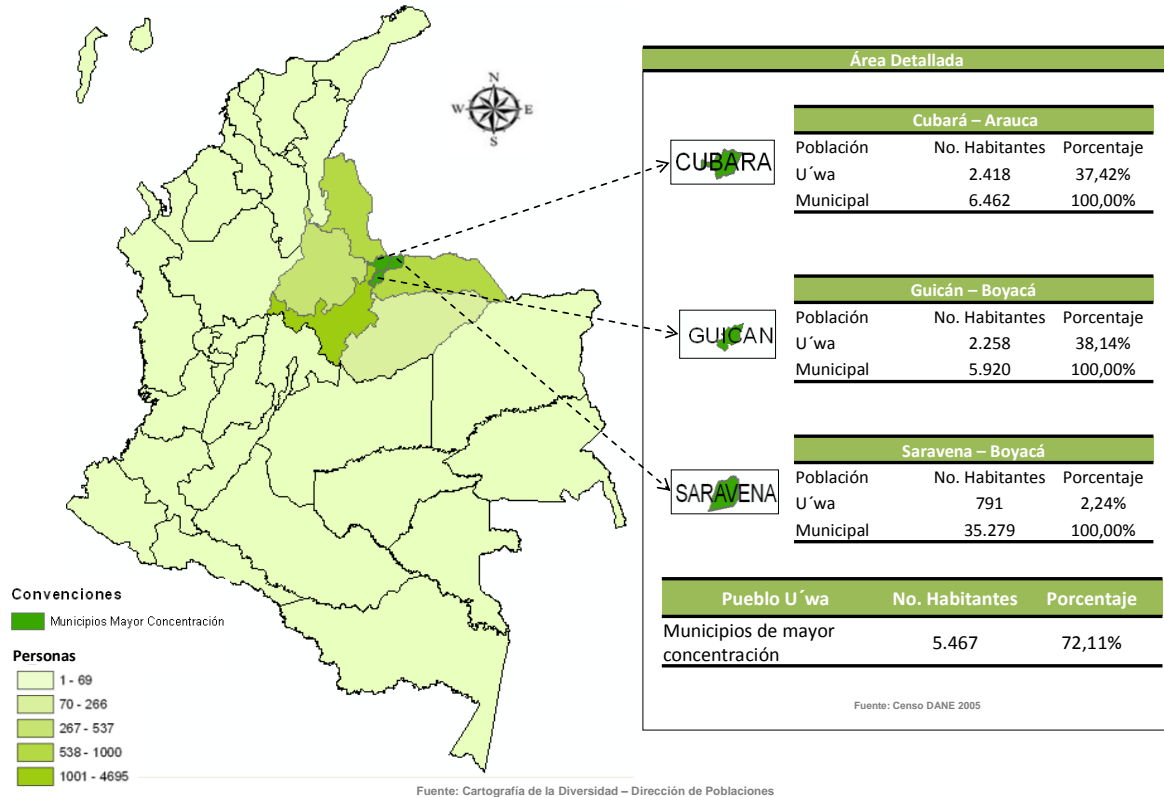 N
W E
S
Área Detallada
CUBARA
Cubará – Arauca
Población No. Habitantes Porcentaje
U´wa 2.418 37,42%
Municipal 6.462 100,00%
GUICAN
Guicán – Boyacá
Población No. Habitantes Porcentaje
U´wa 2.258 38,14%
Municipal 5.920 100,00%
SARAVENA
Saravena – Boyacá
Población No. Habitantes Porcentaje
U´wa 791 2,24%
Municipal 35.279 100,00%
Pueblo U´wa No. Habitantes Porcentaje
Municipios de mayor
concentración 5.467 72,11%
Fuente: Censo DANE 2005
Convenciones
Municipios Mayor Concentración
Personas
1 - 69
70 - 266
267 - 537
538 - 1000
1001 - 4695
Fuente: Cartografía de la Diversidad – Dirección de Poblaciones